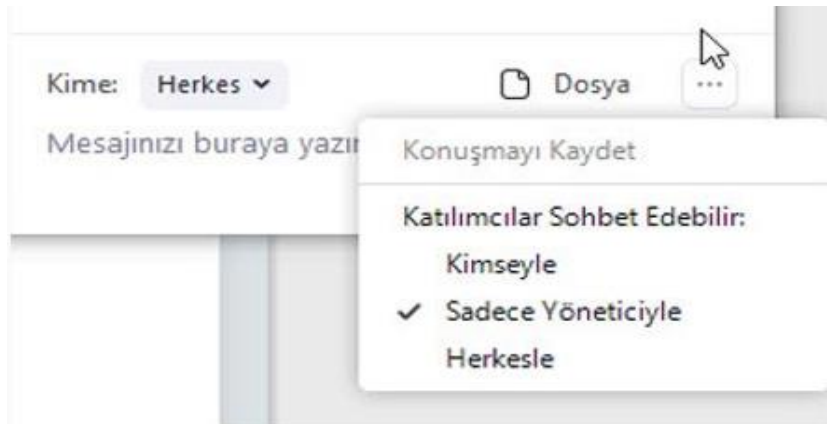 Kime: Herkes Dosya ...
Mesajınızı buraya yazın
Konuşmayı Kaydet
Katılımcılar Sohbet Edebilir:
Kimseyle
Sadece Yöneticiyle
Herkesle